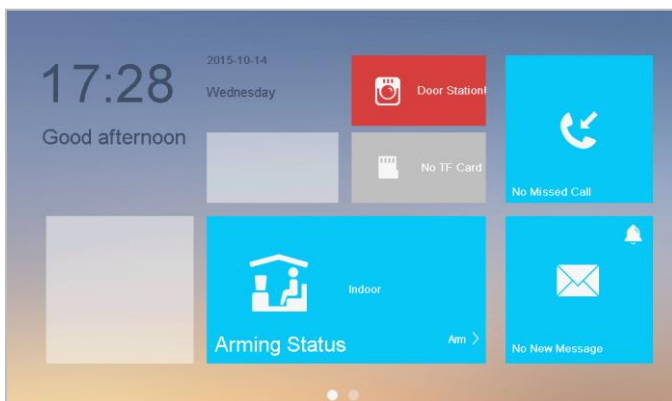 17:28
Good afternoon
2015-10-14
Wednesday
Door Station
No TF Card
No Missed Call
Indoor
Arming Status
Arm
No New Message